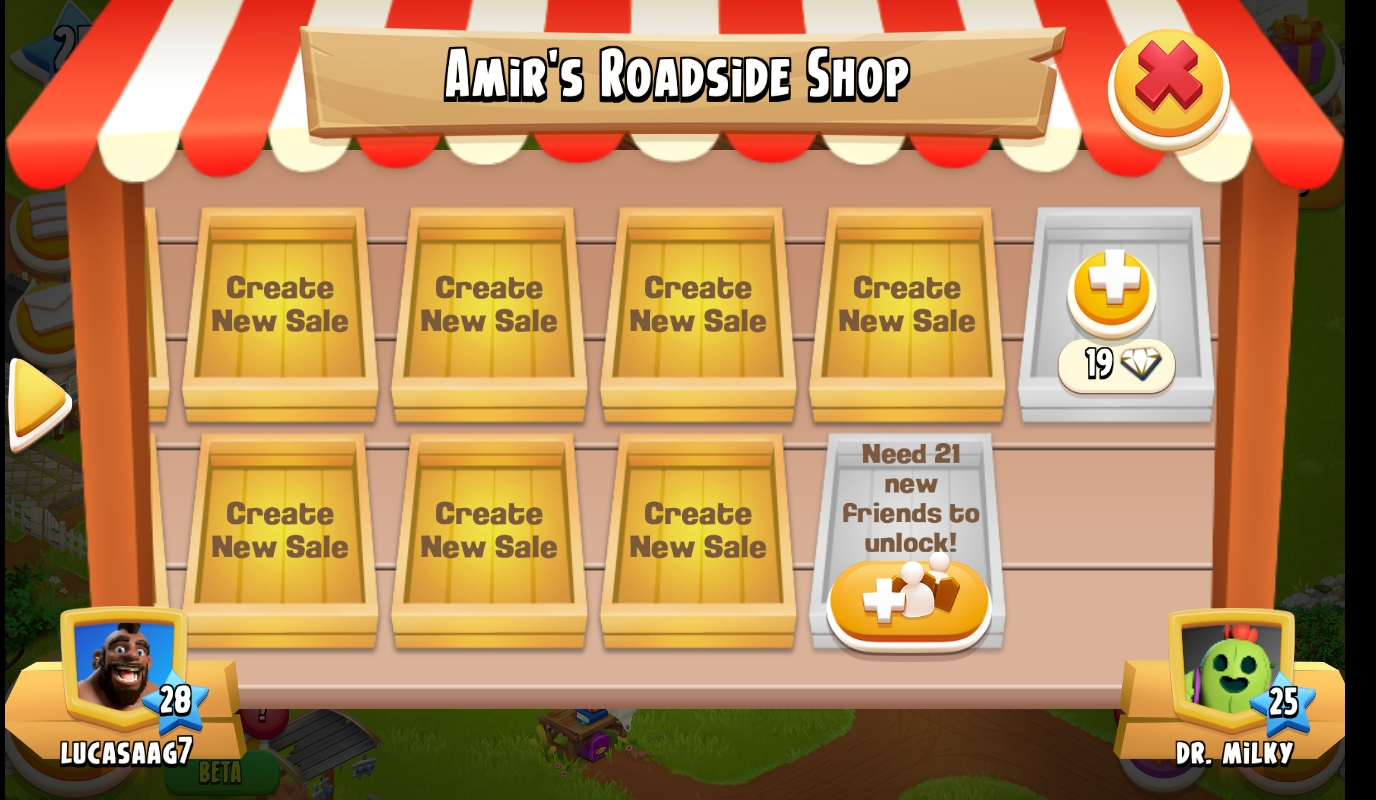 Amir's Roadside Shop
Create
New Sale
Create
New Sale
Create
New Sale
Create
New Sale
19
Create
New Sale
Create
New Sale
Create
New Sale
Need 21
new
friends to
unlock!
28
lucasaag7
25
Dr. Milky
BETA